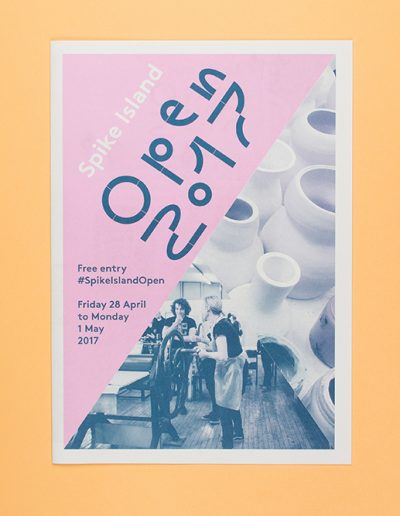 Spike Island
Open
2017
Free entry
#SpikeIslandOpen
Friday 28 April
to Monday
1 May
2017